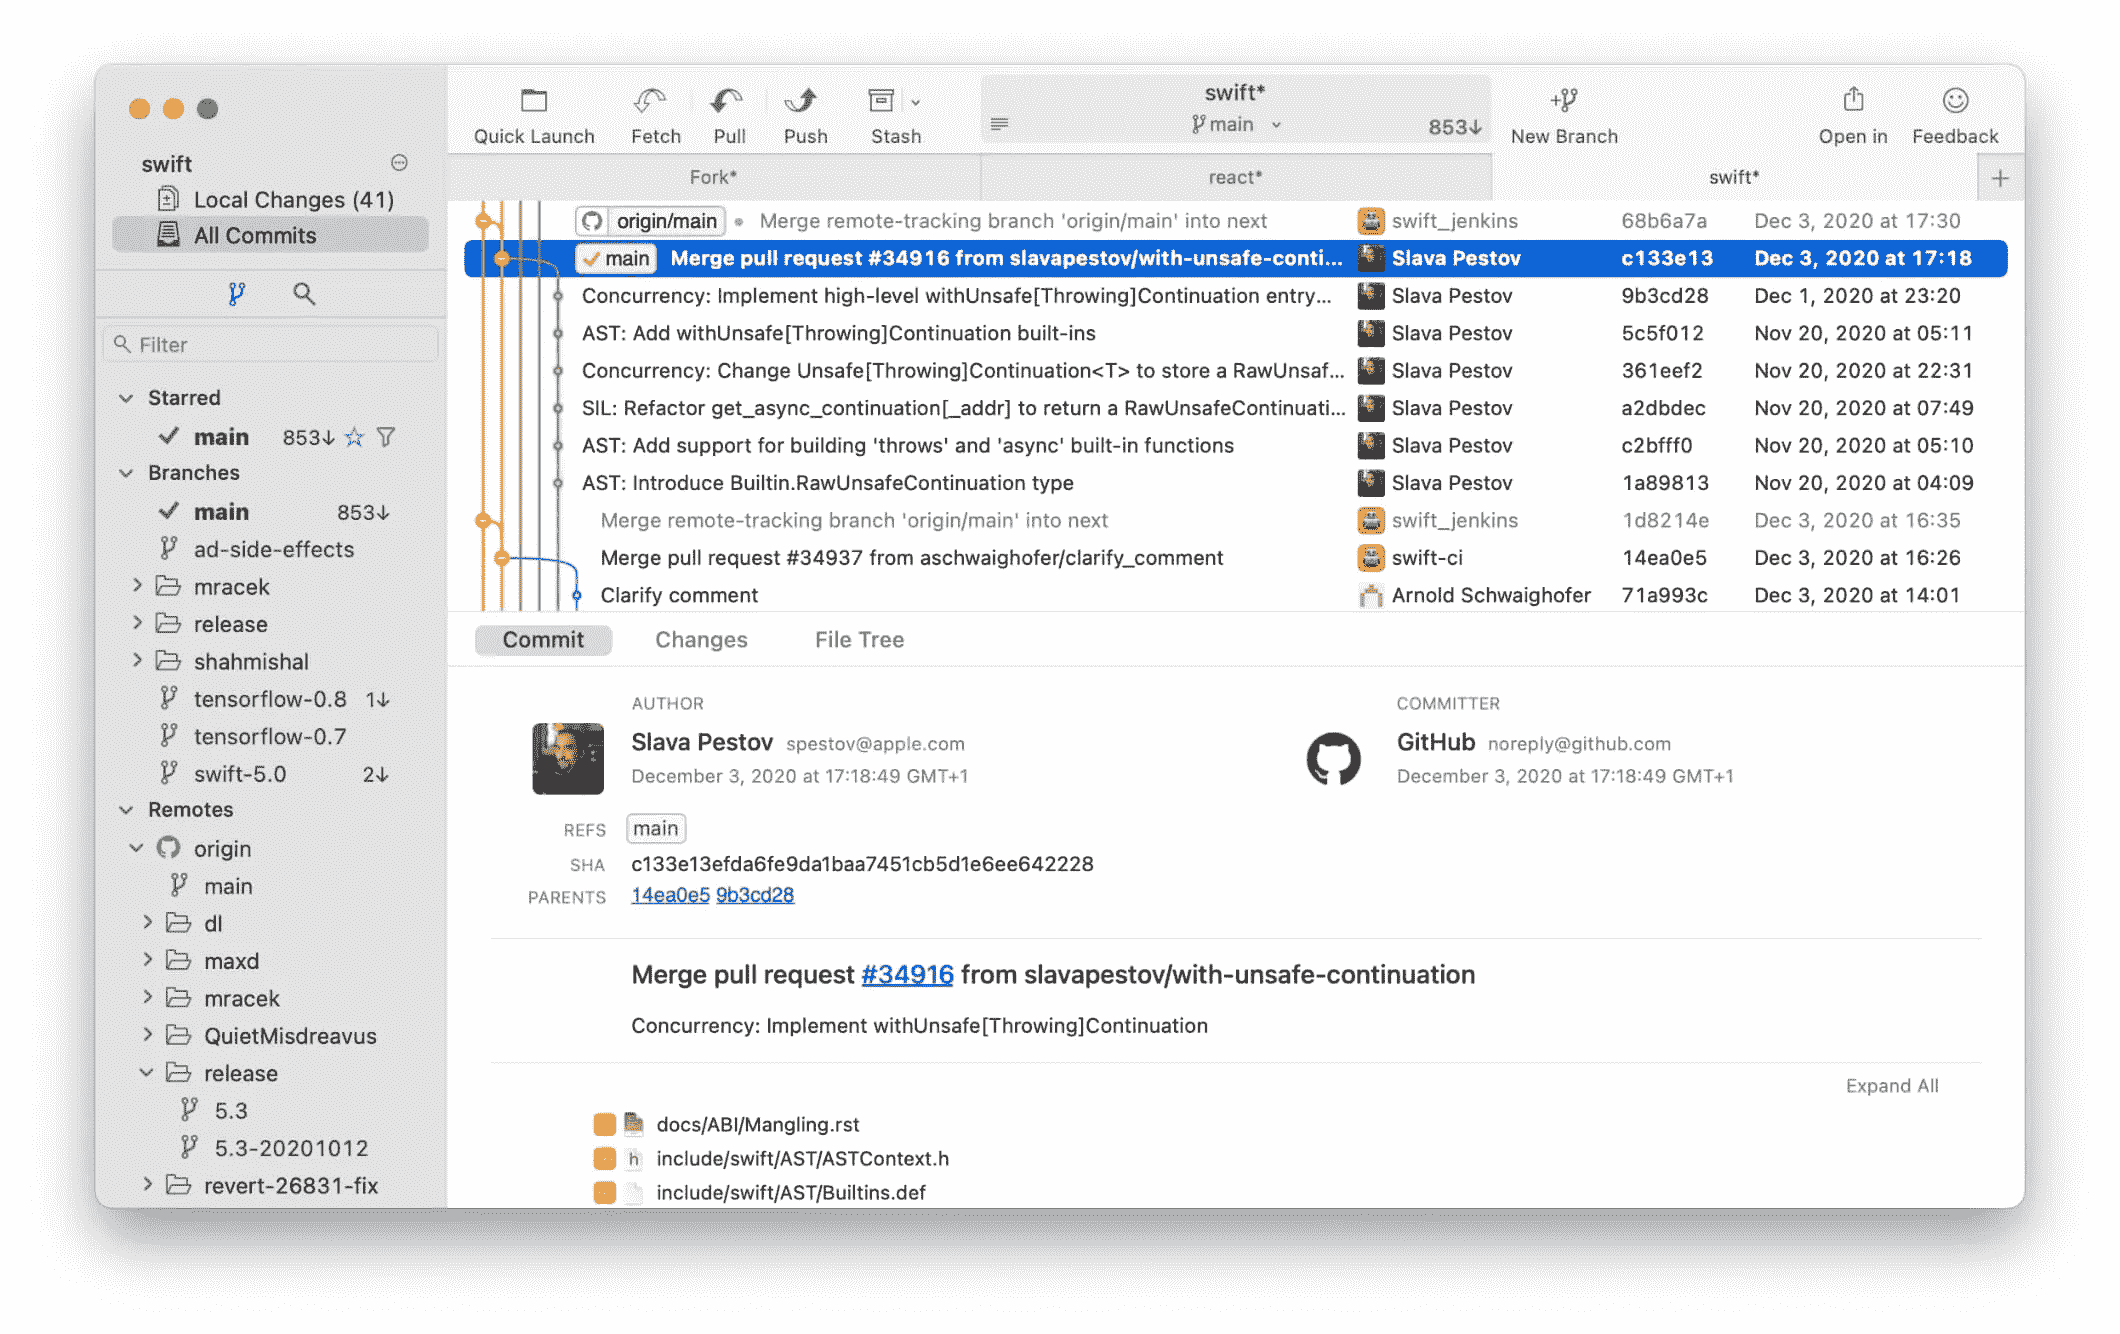 swift
Local Changes (41)
All Commits
Filter
Starred
main 853↓
Branches
main 853↓
ad-side-effects
mracek
release
shahmishal
tensorflow-0.8 1↓
tensorflow-0.7
swift-5.0 2↓
Remotes
origin
main
dl
maxd
mracek
QuietMisdreavus
release
5.3
5.3-20201012
revert-26831-fix
Quick Launch Fetch Pull Push Stash
swift*
main 853↓
New Branch Open in Feedback
Fork* react* swift*
origin/main Merge remote-tracking branch 'origin/main' into next swift_jenkins 68b6a7a Dec 3, 2020 at 17:30
main Merge pull request #34916 from slavapestov/with-unsafe-conti... Slava Pestov c133e13 Dec 3, 2020 at 17:18
Concurrency: Implement high-level withUnsafe[Throwing]Continuation entry... Slava Pestov 9b3cd28 Dec 1, 2020 at 23:20
AST: Add withUnsafe[Throwing]Continuation built-ins Slava Pestov 5c5f012 Nov 20, 2020 at 05:11
Concurrency: Change Unsafe[Throwing]Continuation<T> to store a RawUnsaf... Slava Pestov 361eef2 Nov 20, 2020 at 22:31
SIL: Refactor get_async_continuation[_addr] to return a RawUnsafeContinuati... Slava Pestov a2dbdec Nov 20, 2020 at 07:49
AST: Add support for building 'throws' and 'async' built-in functions Slava Pestov c2bfff0 Nov 20, 2020 at 05:10
AST: Introduce Builtin.RawUnsafeContinuation type Slava Pestov 1a89813 Nov 20, 2020 at 04:09
Merge remote-tracking branch 'origin/main' into next swift_jenkins 1d8214e Dec 3, 2020 at 16:35
Merge pull request #34937 from aschwaighofer/clarify_comment swift-ci 14ea0e5 Dec 3, 2020 at 16:26
Clarify comment Arnold Schwaighofer 71a993c Dec 3, 2020 at 14:01
Commit Changes File Tree
AUTHOR
Slava Pestov spestov@apple.com
December 3, 2020 at 17:18:49 GMT+1
COMMITTER
GitHub noreply@github.com
December 3, 2020 at 17:18:49 GMT+1
REFS main
SHA c133e13efda6fe9da1baa7451cb5d1e6ee642228
PARENTS 14ea0e5 9b3cd28
Merge pull request #34916 from slavapestov/with-unsafe-continuation
Concurrency: Implement withUnsafe[Throwing]Continuation
Expand All
docs/ABI/Mangling.rst
h include/swift/AST/ASTContext.h
include/swift/AST/Builtins.def